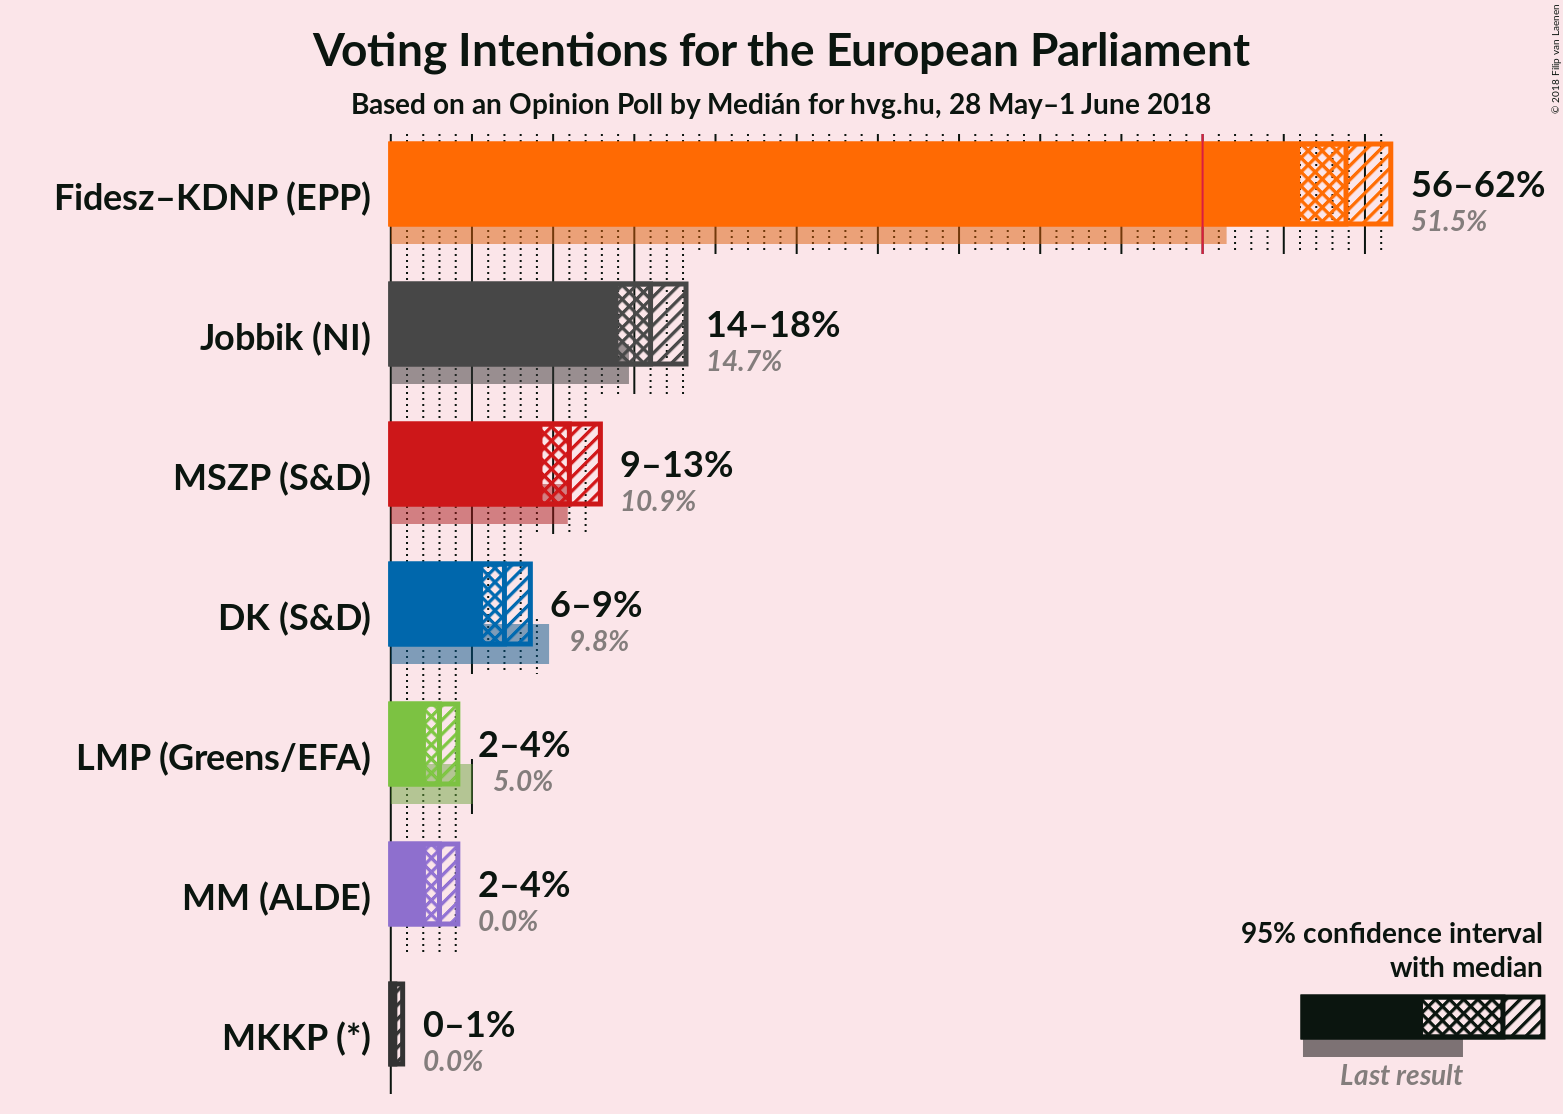 Voting Intentions for the European Parliament
Based on an Opinion Poll by Medián for hvg.hu, 28 May–1 June 2018
© 2018 Filip van Laenen
Fidesz–KDNP (EPP)
56–62%
51.5%
Jobbik (NI)
14–18%
14.7%
MSZP (S&D)
9–13%
10.9%
DK (S&D)
6–9%
9.8%
LMP (Greens/EFA)
2–4%
5.0%
MM (ALDE)
2–4%
0.0%
MKKP (*)
0–1%
0.0%
95% confidence interval
with median
Last result